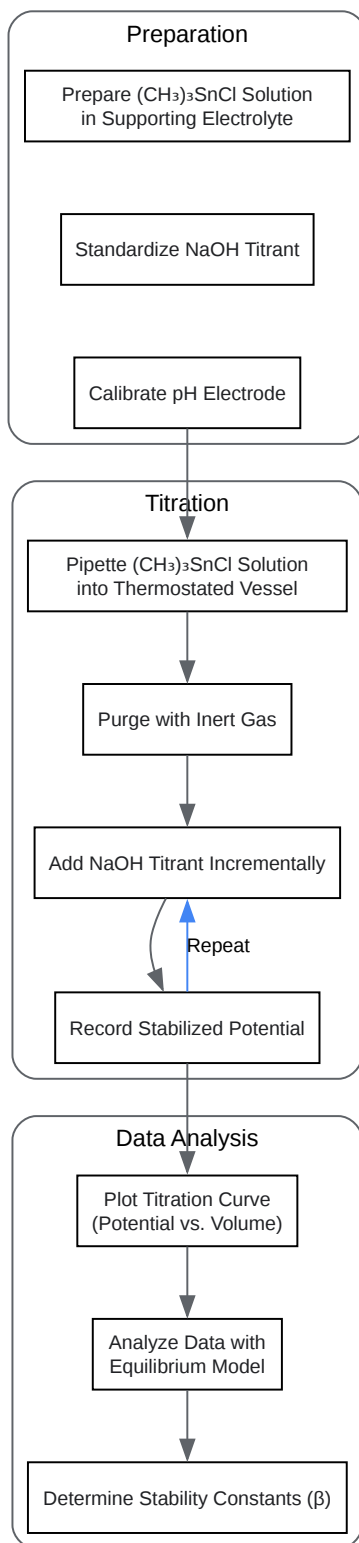 Preparation
Prepare (CH₃)₃SnCl Solution
in Supporting Electrolyte
Standardize NaOH Titrant
Calibrate pH Electrode
Titration
Pipette (CH₃)₃SnCl Solution
into Thermostated Vessel
Purge with Inert Gas
Add NaOH Titrant Incrementally
Repeat
Record Stabilized Potential
Data Analysis
Plot Titration Curve
(Potential vs. Volume)
Analyze Data with
Equilibrium Model
Determine Stability Constants (β)